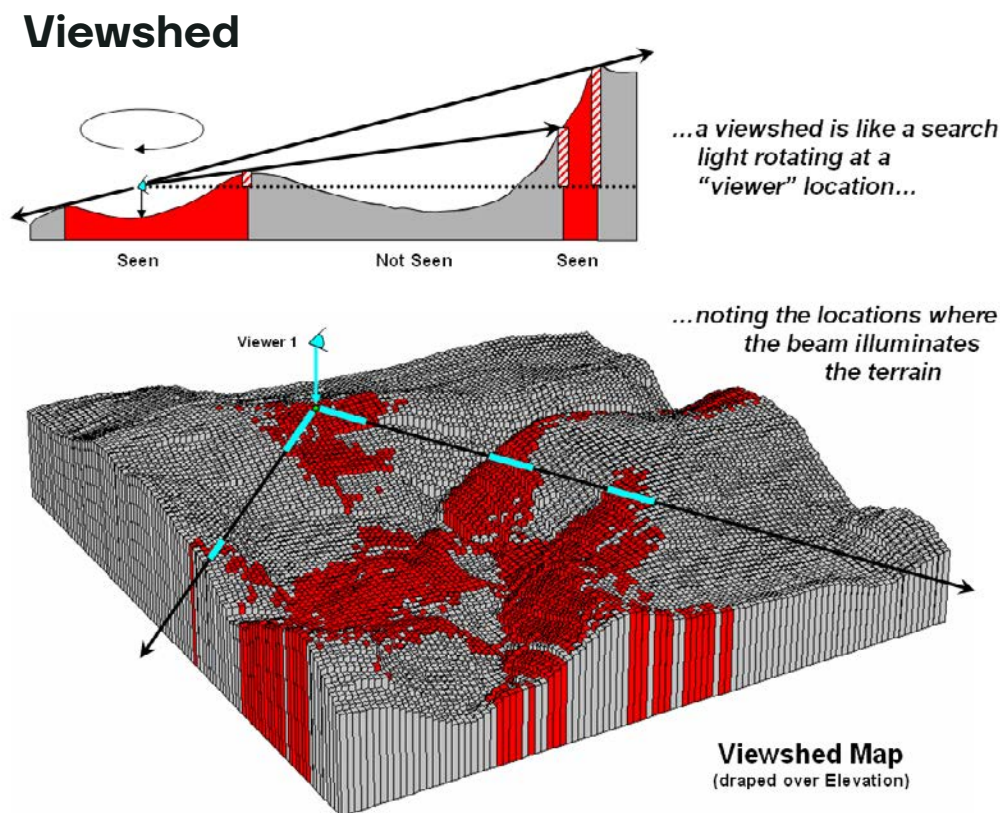 Viewshed
...a viewshed is like a search
light rotating at a
“viewer” location...
Seen
Not Seen
Seen
...noting the locations where
the beam illuminates
the terrain
Viewer 1
Viewshed Map
(draped over Elevation)